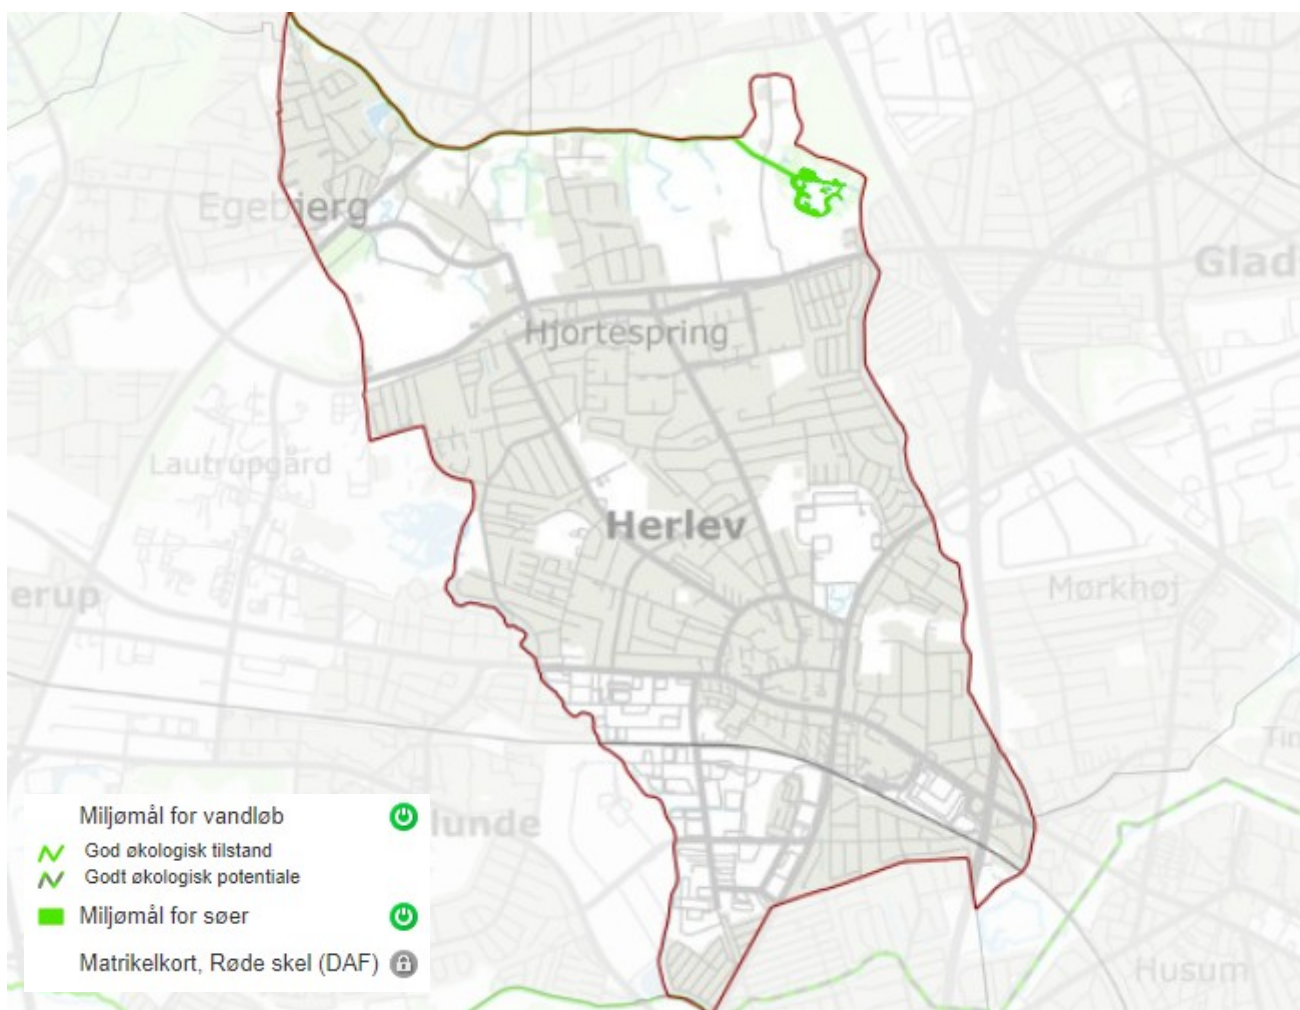 Egebjerg
Glad
Hjortespring
Lautrupgård
Herlev
erup
Mørkhøj
Tin
lunde
Husum
Miljømål for vandløb
God økologisk tilstand
Godt økologisk potentiale
Miljømål for søer
Matrikelkort, Røde skel (DAF)